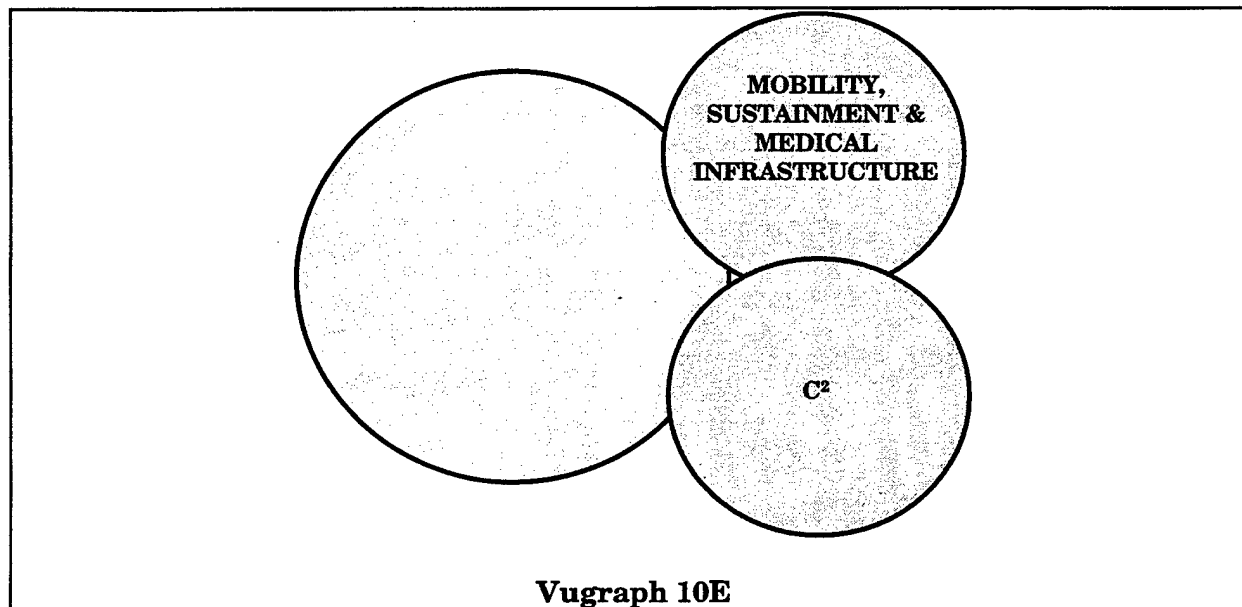 MOBILITY,
SUSTAINMENT &
MEDICAL
INFRASTRUCTURE
C²
Vugraph 10E